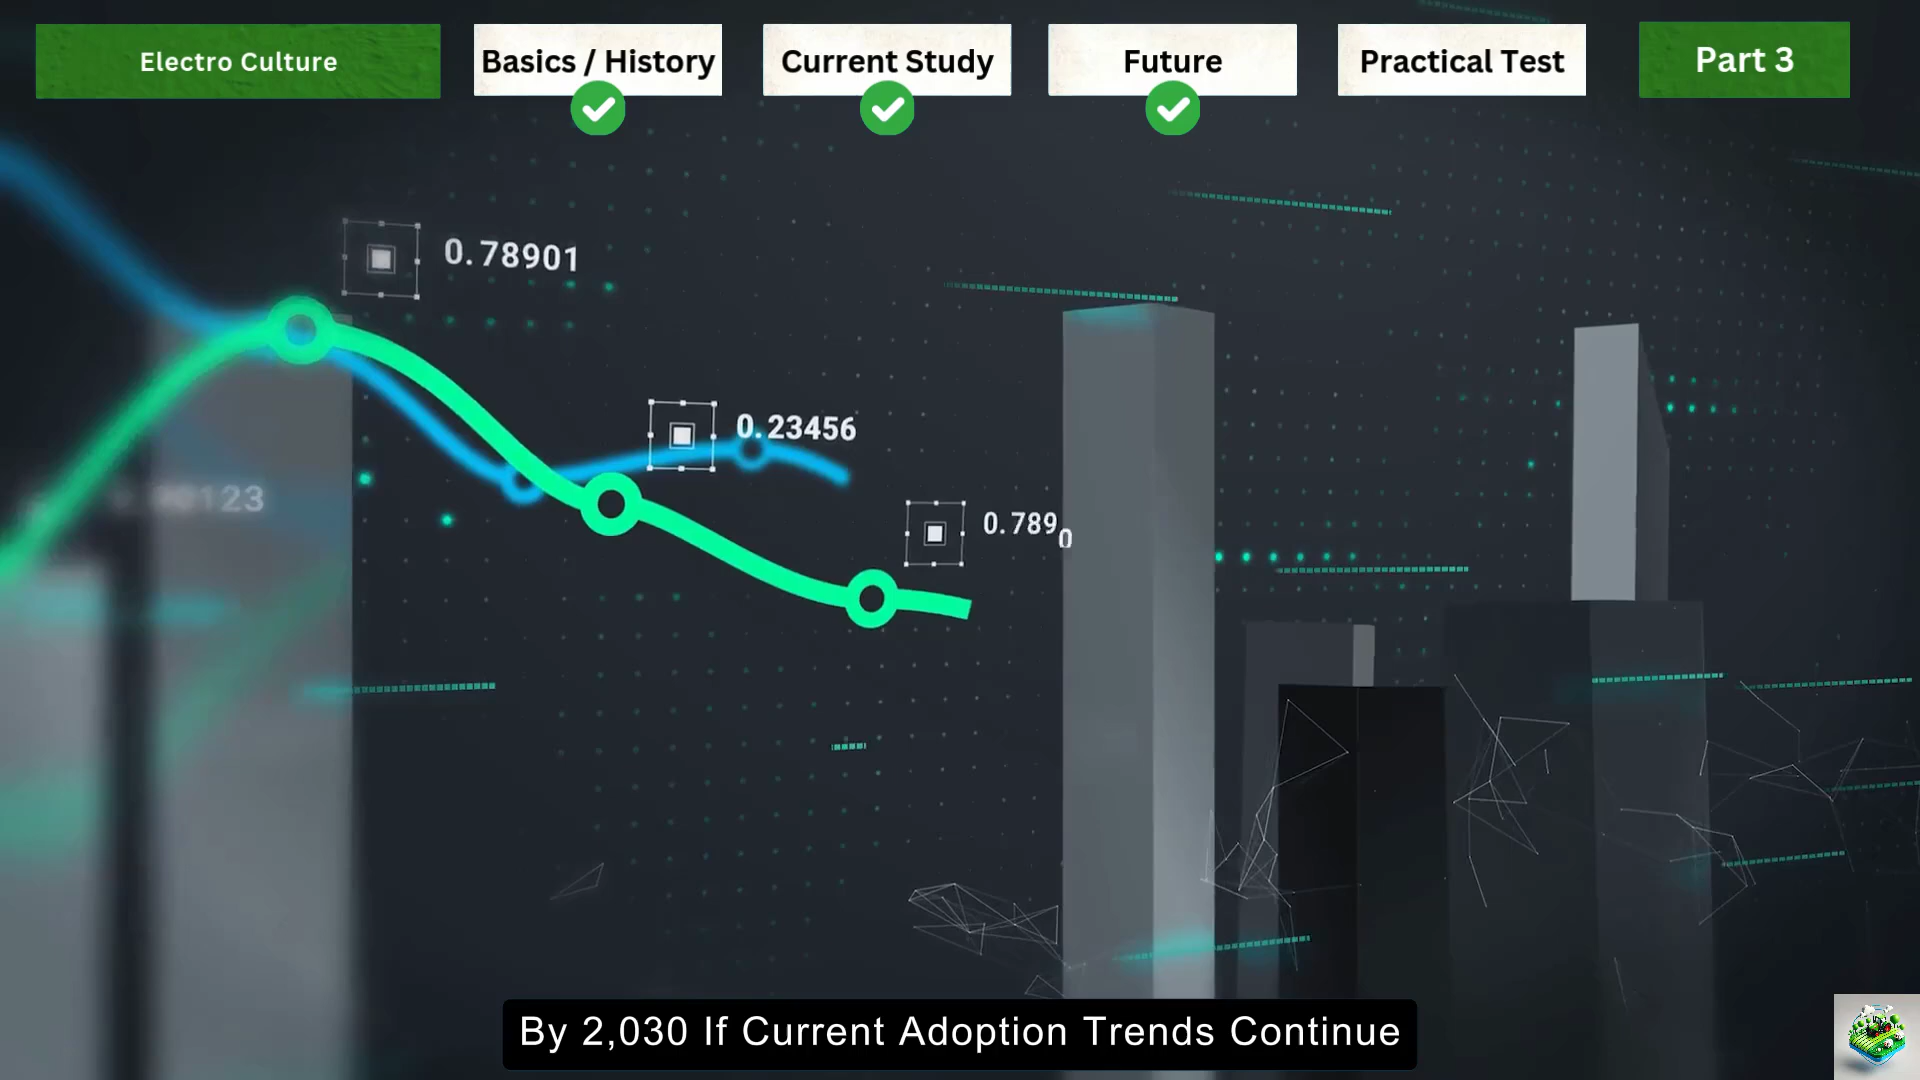 Electro Culture
Basics / History
Current Study
Future
Practical Test
Part 3
0.78901
0.23456
0.7890
By 2,030 If Current Adoption Trends Continue